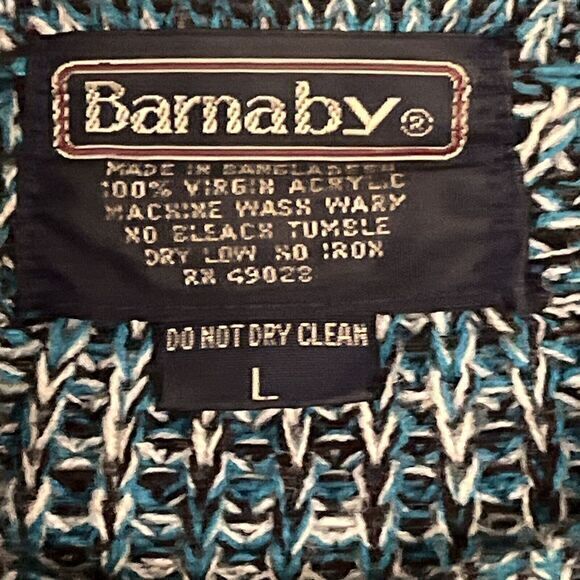 Barnaby®
MADE IN BANGLADESH
100% VIRGIN ACRYLIC
MACHINE WASH WARM
NO BLEACH TUMBLE
DRY LOW NO IRON
RN 49028
DO NOT DRY CLEAN
L